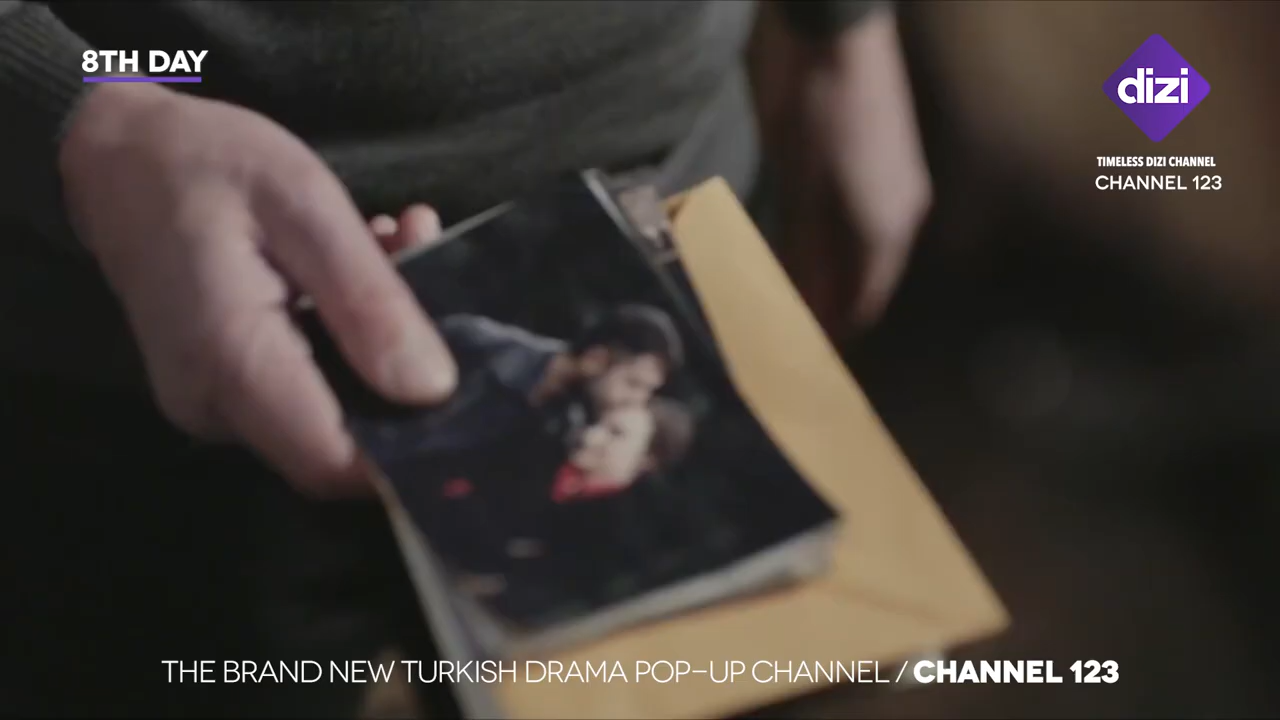 8TH DAY
dizi
TIMELESS DIZI CHANNEL
CHANNEL 123
THE BRAND NEW TURKISH DRAMA POP-UP CHANNEL / CHANNEL 123